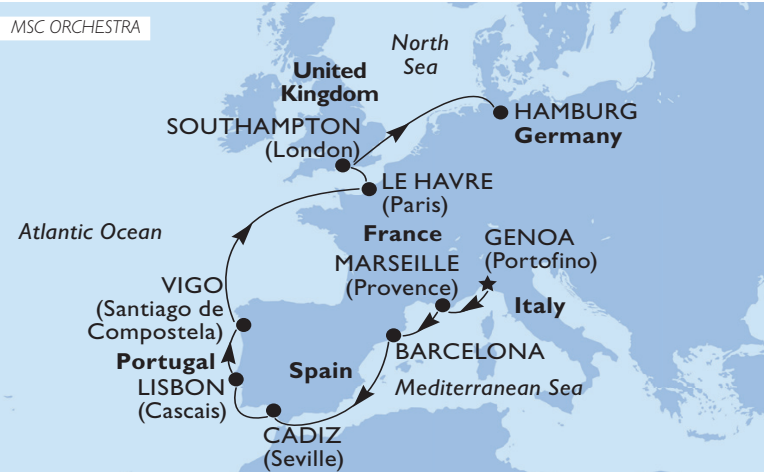 MSC ORCHESTRA
North
Sea
United
Kingdom
HAMBURG
Germany
SOUTHAMPTON
(London)
LE HAVRE
(Paris)
Atlantic Ocean
France
GENOA
(Portofino)
MARSEILLE
(Provence)
VIGO
(Santiago de
Compostela)
Italy
BARCELONA
Portugal
Spain
LISBON
(Cascais)
Mediterranean Sea
CADIZ
(Seville)